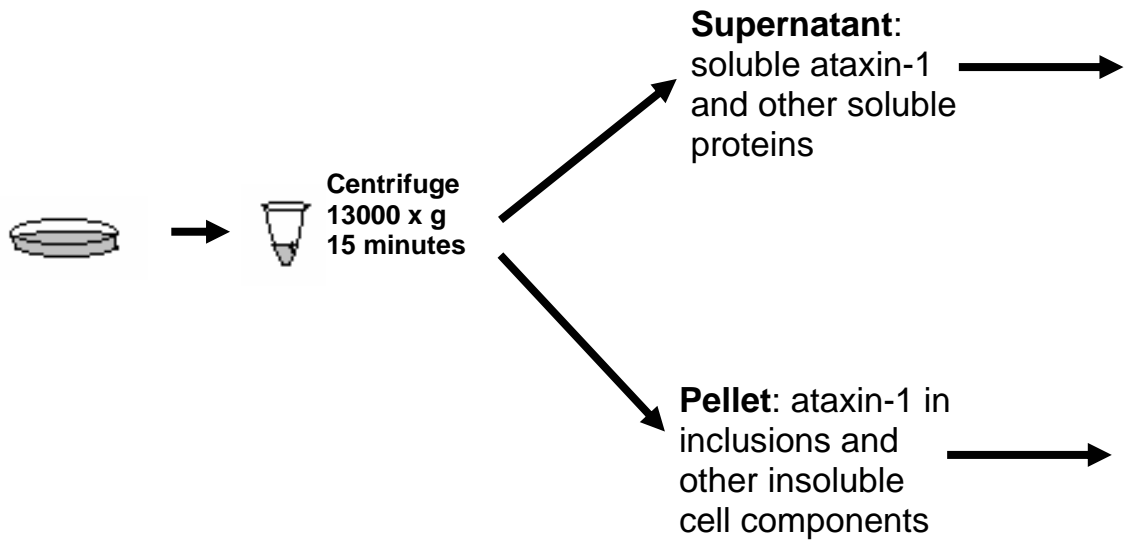 Centrifuge
13000 x g
15 minutes
Supernatant:
soluble ataxin-1
and other soluble
proteins
Pellet: ataxin-1 in
inclusions and
other insoluble
cell components